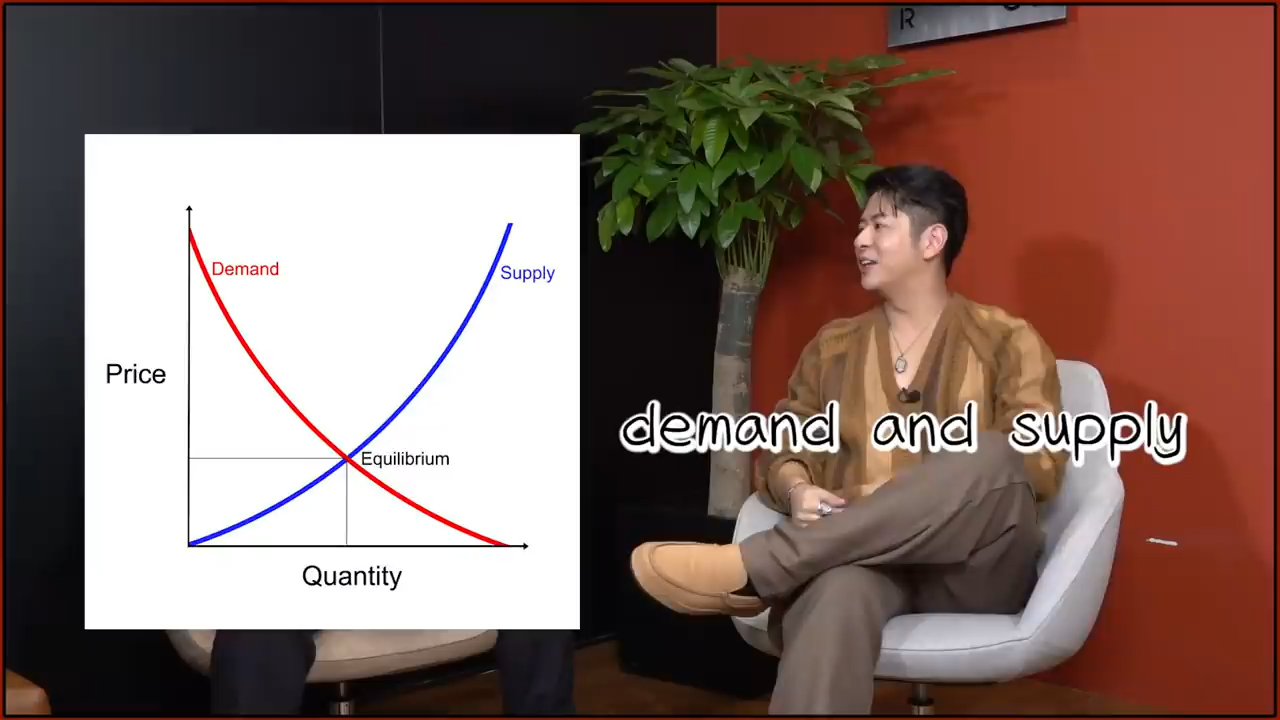 R
Demand
Supply
Price
Equilibrium
Quantity
demand and supply